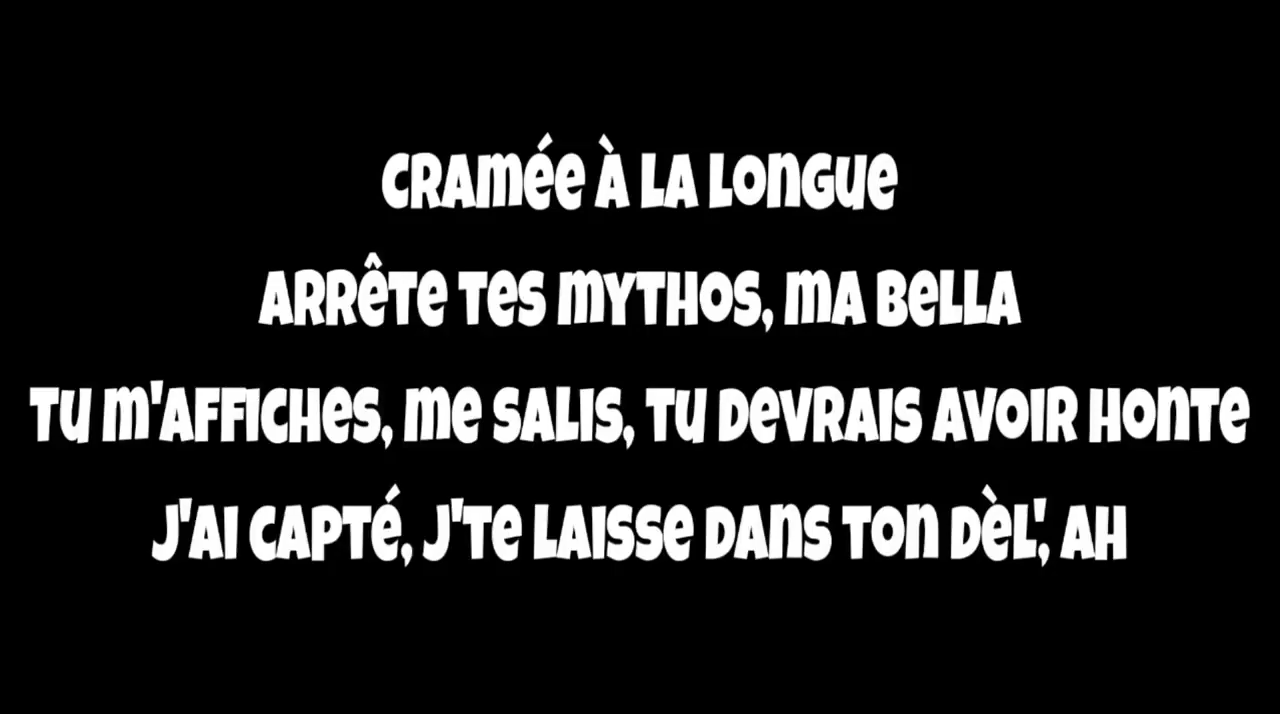 Cramée à la longue
Arrête tes mythos, ma bella
Tu m'affiches, me salis, tu devrais avoir honte
J'ai capté, j'te laisse dans ton dèl', ah